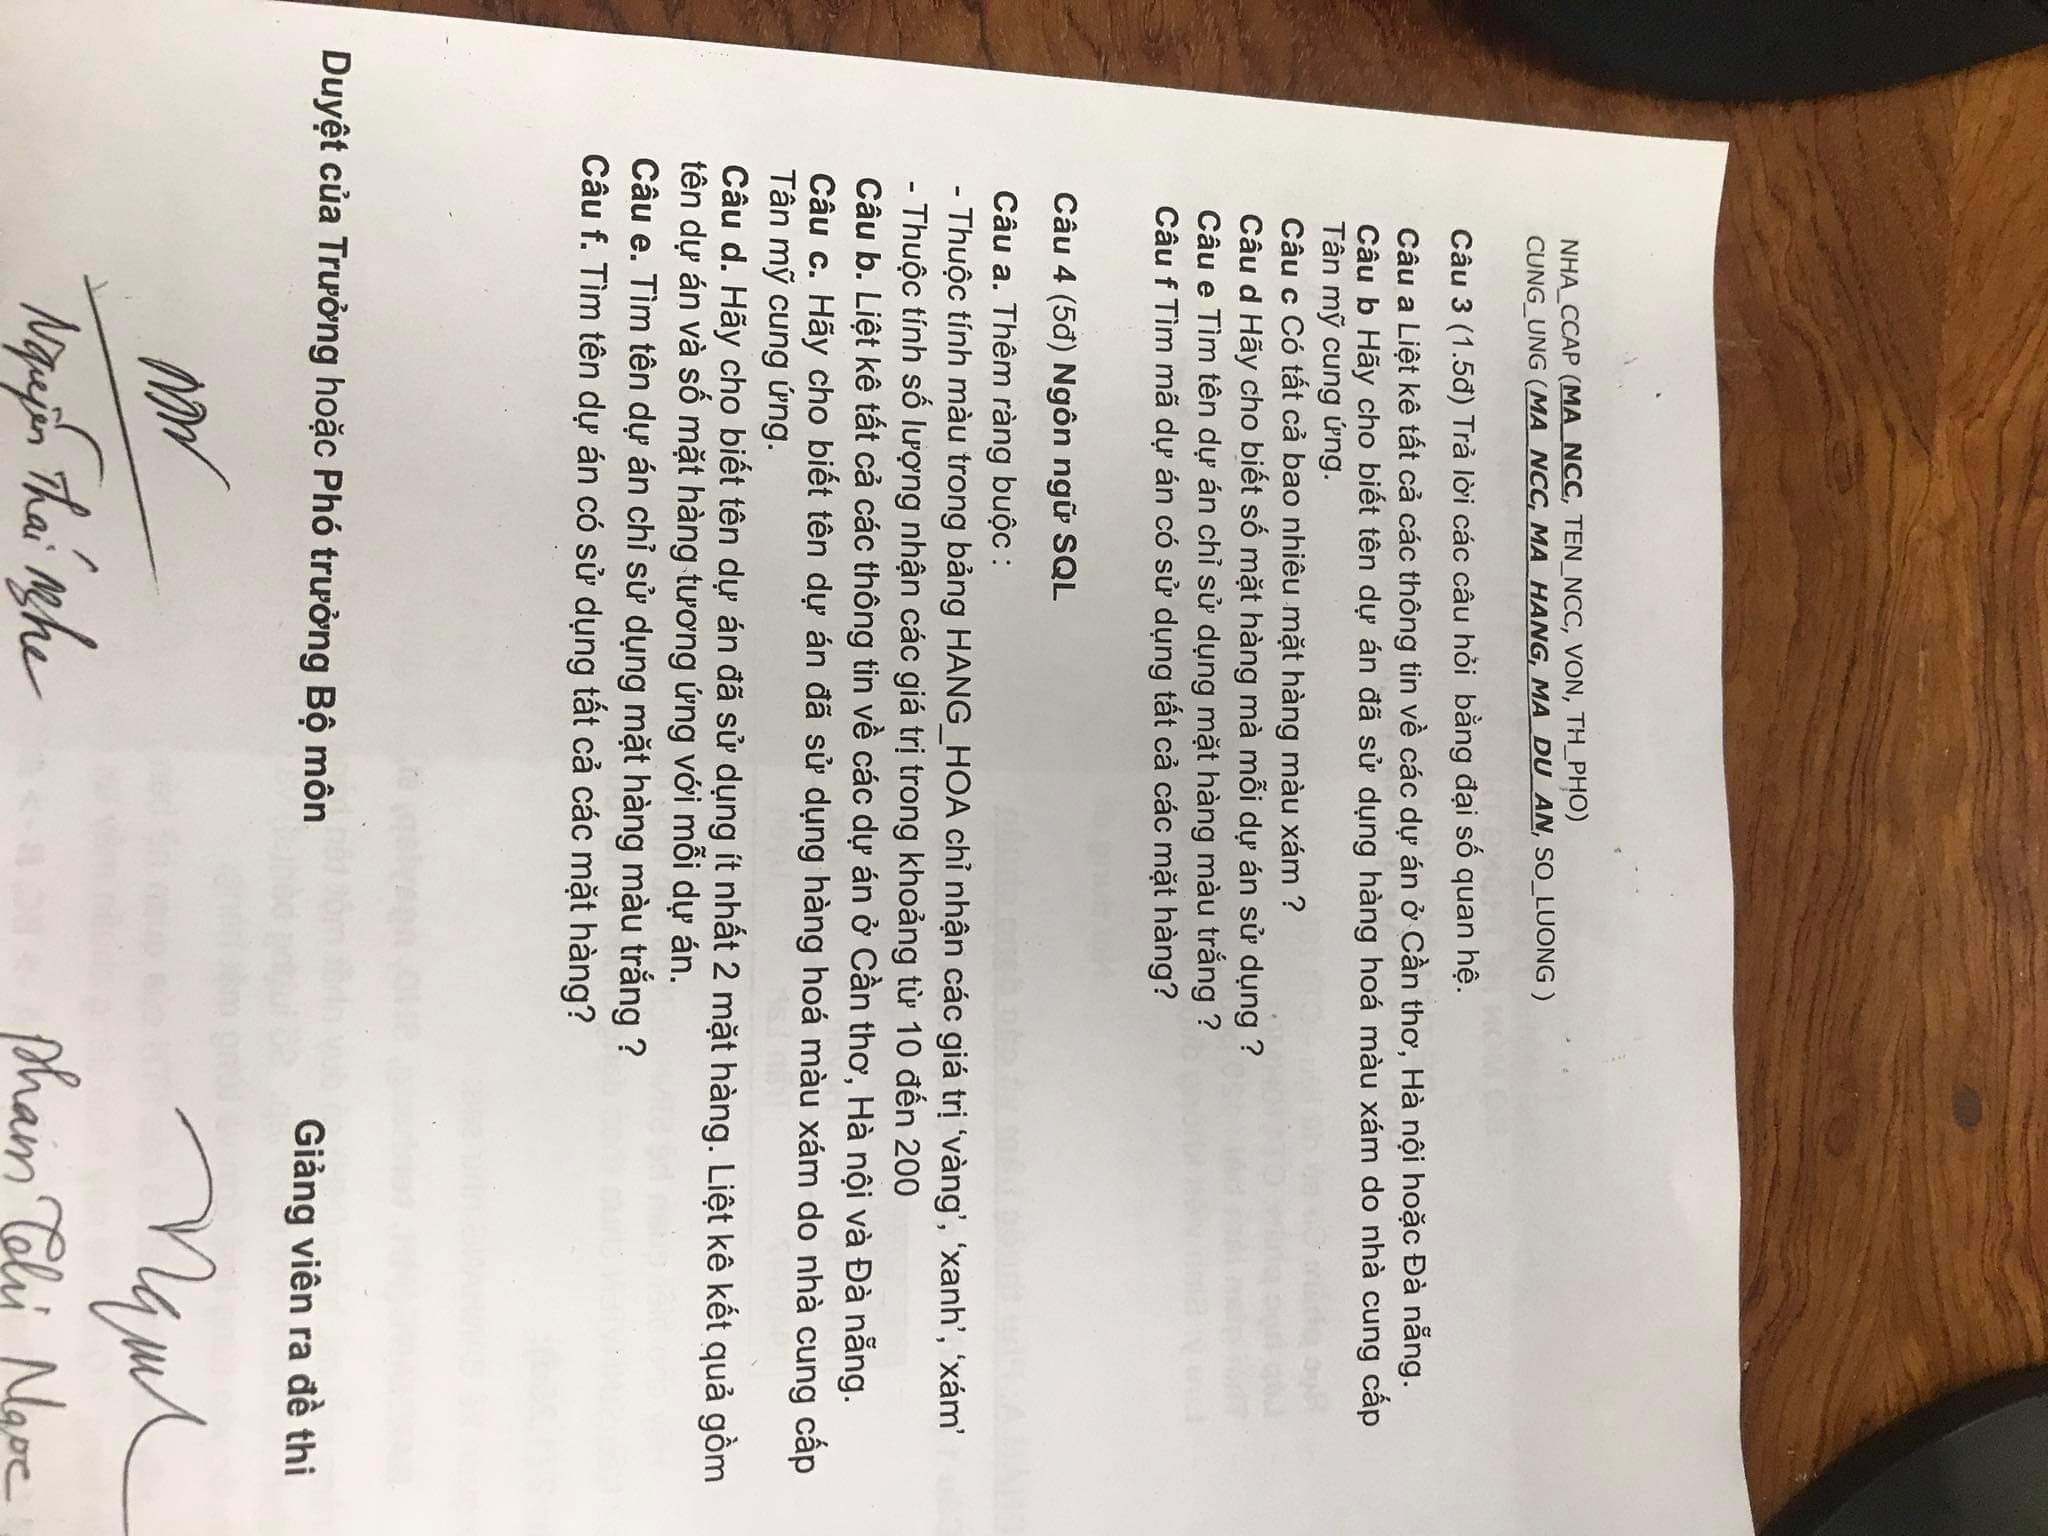 NHA_CCAP (MA_NCC, TEN_NCC, VON, TH_PHO)
CUNG_UNG (MA_NCC, MA_HANG, MA_DU_AN, SO_LUONG )
Câu 3 (1.5đ) Trả lời các câu hỏi bằng đại số quan hệ.
Câu a Liệt kê tất cả các thông tin về các dự án ở Cần thơ, Hà nội hoặc Đà nẵng.
Câu b Hãy cho biết tên dự án đã sử dụng hàng hoá màu xám do nhà cung cấp
Tân mỹ cung ứng.
Câu c Có tất cả bao nhiêu mặt hàng màu xám ?
Câu d Hãy cho biết số mặt hàng mà mỗi dự án sử dụng ?
Câu e Tìm tên dự án chỉ sử dụng mặt hàng màu trắng ?
Câu f Tìm mã dự án có sử dụng tất cả các mặt hàng?
Câu 4 (5đ) Ngôn ngữ SQL
Câu a. Thêm ràng buộc :
- Thuộc tính màu trong bảng HANG_HOA chỉ nhận các giá trị ‘vàng’, ‘xanh’, ‘xám’
- Thuộc tính số lượng nhận các giá trị trong khoảng từ 10 đến 200
Câu b. Liệt kê tất cả các thông tin về các dự án ở Cần thơ, Hà nội và Đà nẵng.
Câu c. Hãy cho biết tên dự án đã sử dụng hàng hoá màu xám do nhà cung cấp
Tân mỹ cung ứng.
Câu d. Hãy cho biết tên dự án đã sử dụng ít nhất 2 mặt hàng. Liệt kê kết quả gồm
tên dự án và số mặt hàng tương ứng với mỗi dự án.
Câu e. Tìm tên dự án chỉ sử dụng mặt hàng màu trắng ?
Câu f. Tìm tên dự án có sử dụng tất cả các mặt hàng?
Duyệt của Trưởng hoặc Phó trưởng Bộ môn Giảng viên ra đề thi
Nguyễn Thái Nghe Phạm Thị Ngọc